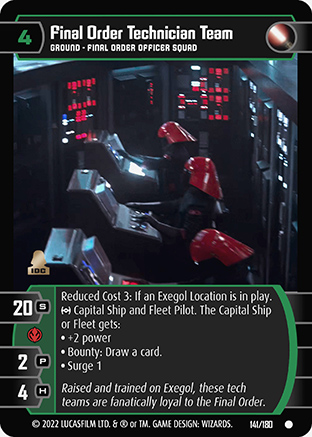 4 Final Order Technician Team
GROUND - FINAL ORDER OFFICER SQUAD
IDC
20 S
2 P
4 H
Reduced Cost 3: If an Exegol Location is in play.
Capital Ship and Fleet Pilot. The Capital Ship
or Fleet gets:
• +2 power
• Bounty: Draw a card.
• Surge 1
Raised and trained on Exegol, these tech
teams are fanatically loyal to the Final Order.
© 2022 LUCASFILM LTD. & ® or TM. GAME DESIGN: WIZARDS. 141/180